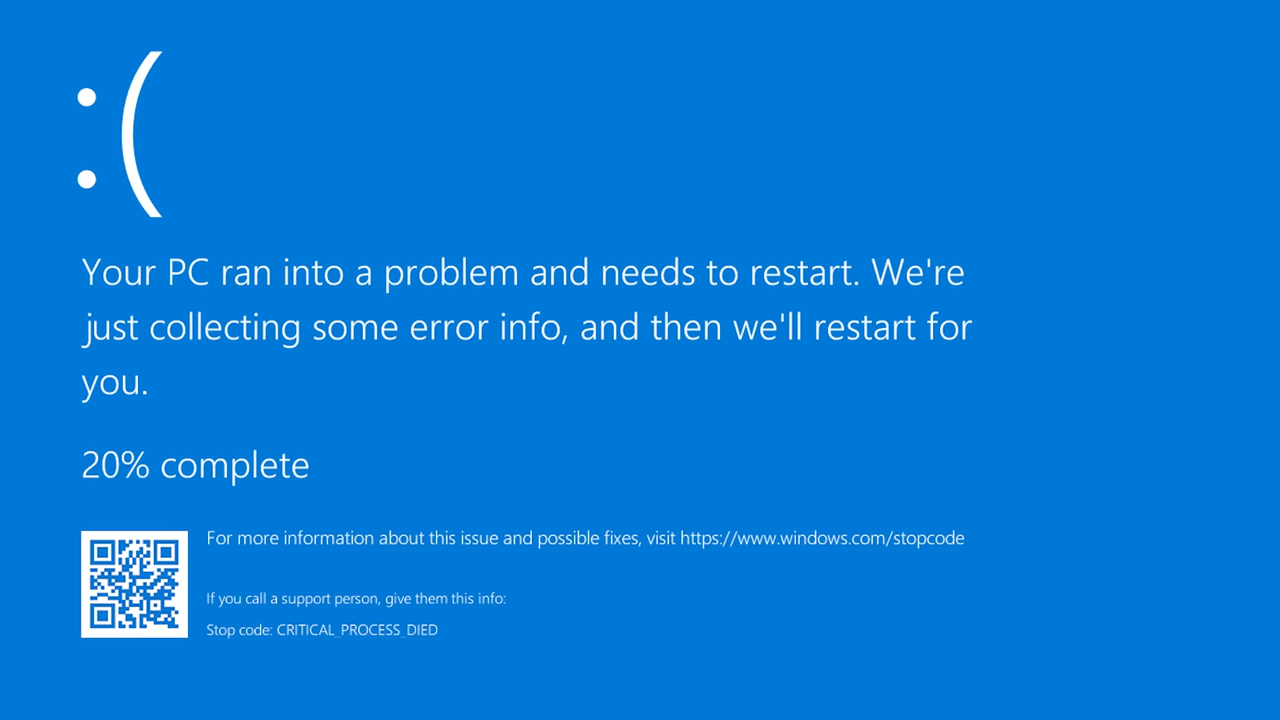 :(
Your PC ran into a problem and needs to restart. We're
just collecting some error info, and then we'll restart for
you.
20% complete
For more information about this issue and possible fixes, visit https://www.windows.com/stopcode
If you call a support person, give them this info:
Stop code: CRITICAL_PROCESS_DIED